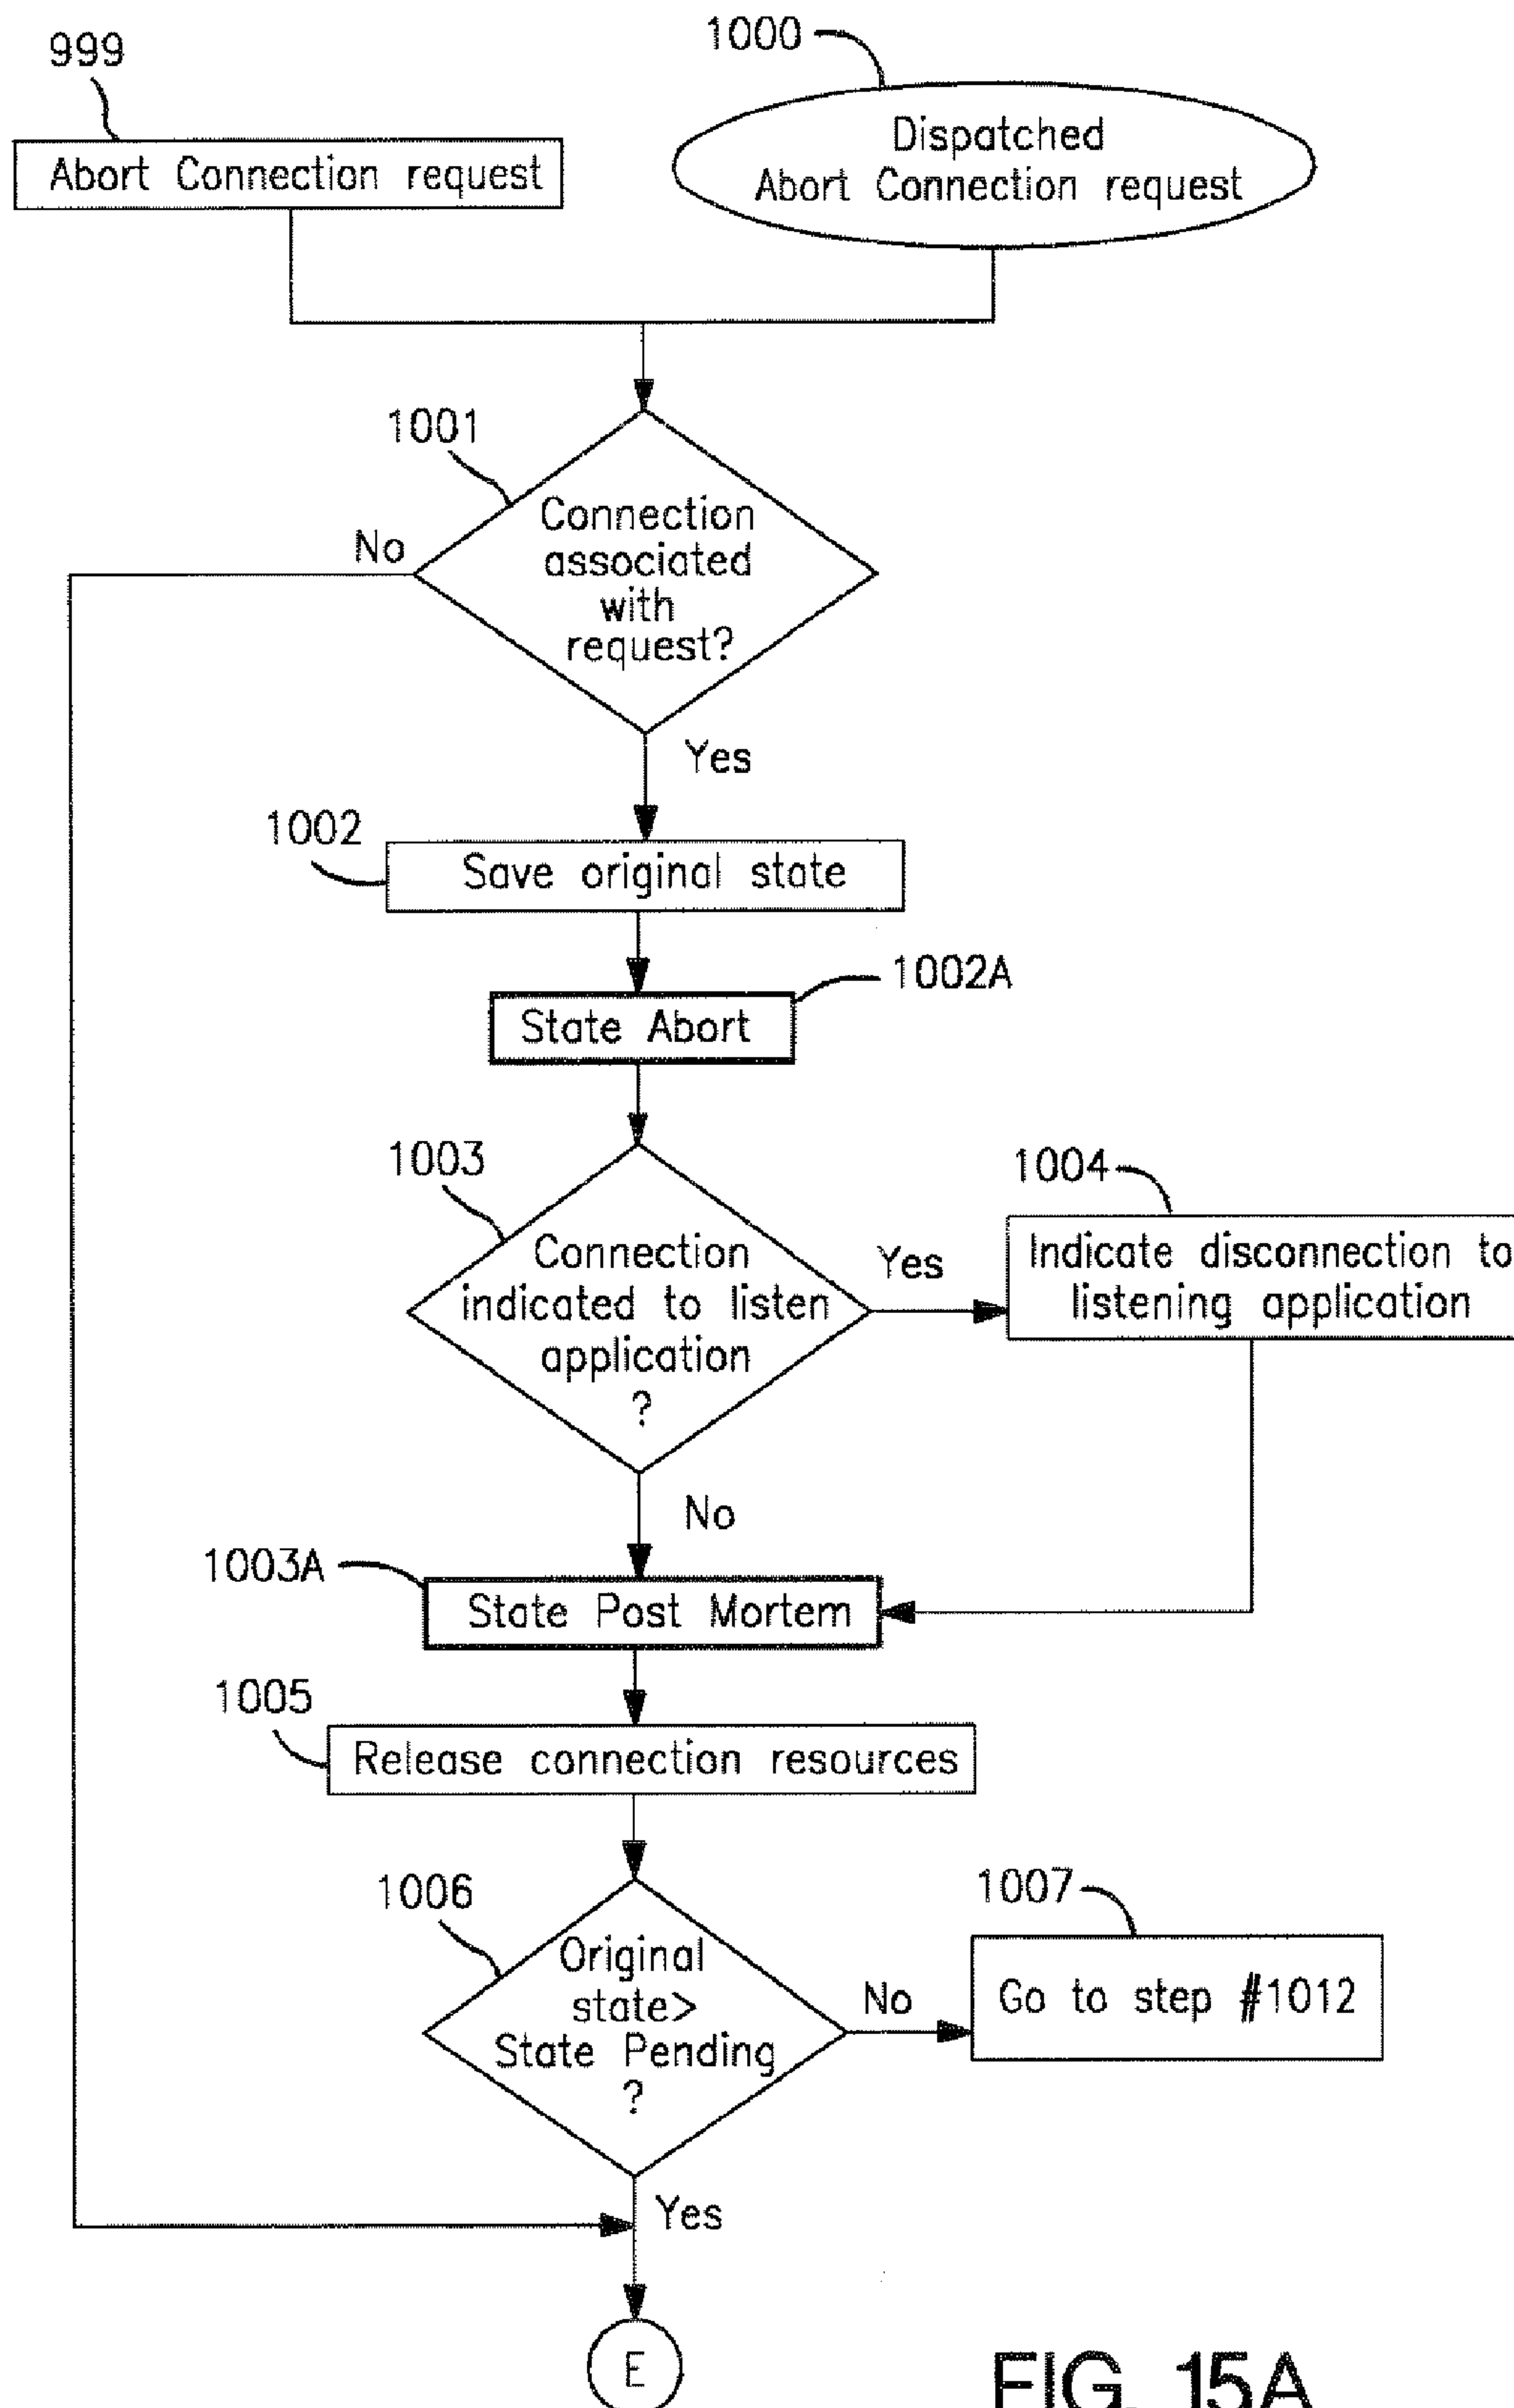 999
1000
Abort Connection request
Dispatched
Abort Connection request
1001
Connection
associated
with
request?
No
Yes
1002
Save original state
1002A
State Abort
1003
Connection
indicated to listen
application
?
Yes
1004
Indicate disconnection to
listening application
No
1003A
State Post Mortem
1005
Release connection resources
1006
Original
state>
State Pending
?
No
1007
Go to step #1012
Yes
E
FIG. 15A